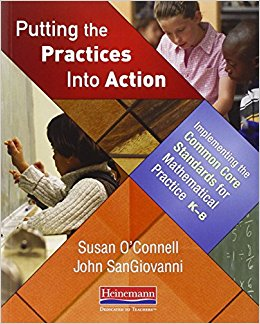 Putting the
Practices
Into Action
Implementing the
Common Core
Standards for
Mathematical
Practice K–8
Susan O'Connell
John SanGiovanni
Heinemann
DEDICATED TO TEACHERS™